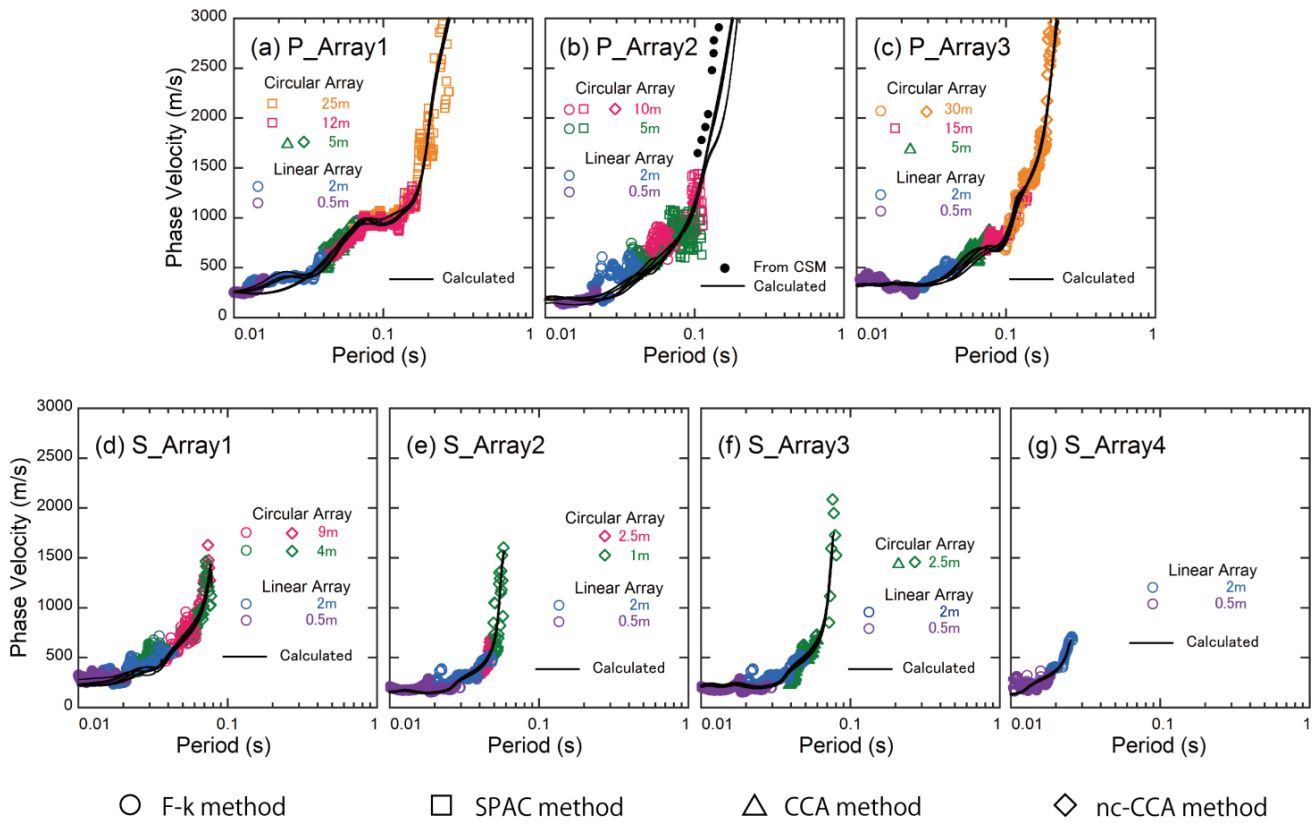 (a) P_Array1
Circular Array
25m
12m
5m
Linear Array
2m
0.5m
Calculated
(b) P_Array2
Circular Array
10m
5m
Linear Array
2m
0.5m
From CSM
Calculated
(c) P_Array3
Circular Array
30m
15m
5m
Linear Array
2m
0.5m
Calculated
Phase Velocity (m/s)
3000
2500
2000
1500
1000
500
0
0.01 0.1 1
0.01 0.1 1
0.01 0.1 1
Period (s)
Period (s)
Period (s)
(d) S_Array1
Circular Array
9m
4m
Linear Array
2m
0.5m
Calculated
(e) S_Array2
Circular Array
2.5m
1m
Linear Array
2m
0.5m
Calculated
(f) S_Array3
Circular Array
2.5m
Linear Array
2m
0.5m
Calculated
(g) S_Array4
Linear Array
2m
0.5m
Calculated
Phase Velocity (m/s)
3000
2500
2000
1500
1000
500
0
0.01 0.1 1
0.01 0.1 1
0.01 0.1 1
0.01 0.1 1
Period (s)
Period (s)
Period (s)
Period (s)
F-k method
SPAC method
CCA method
nc-CCA method